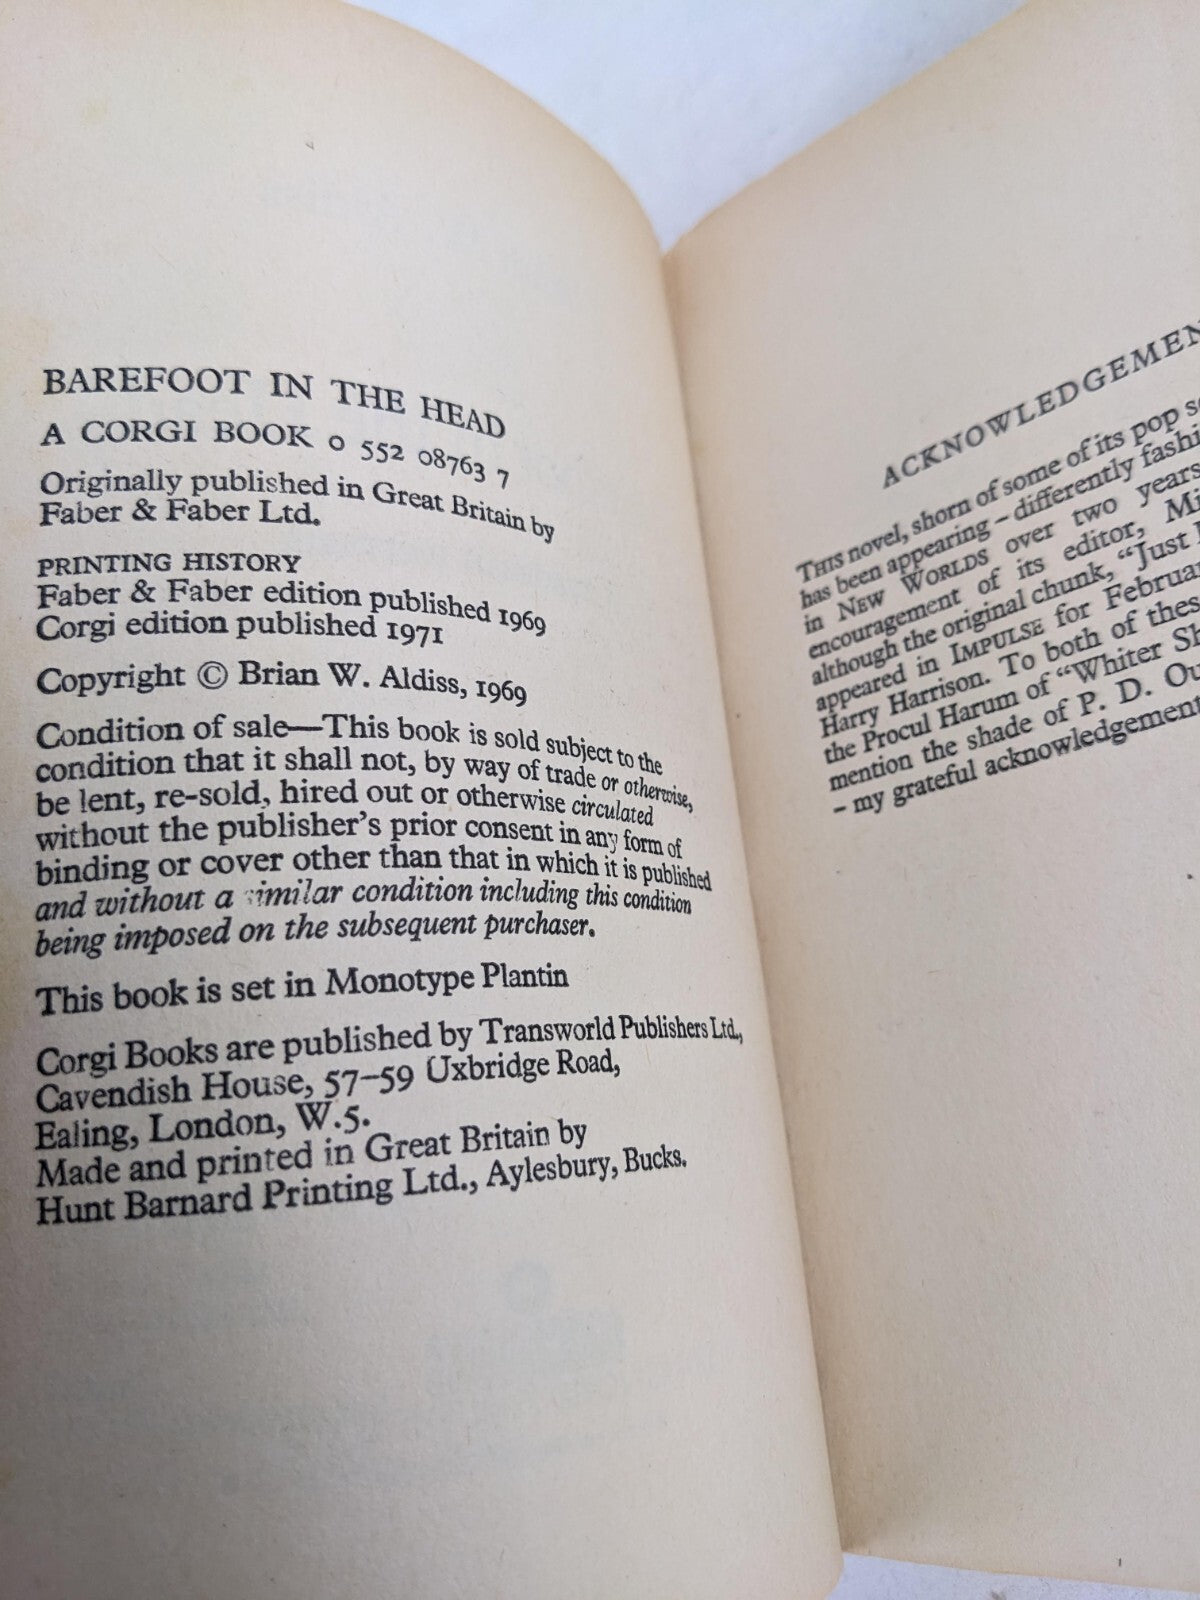 BAREFOOT IN THE HEAD
A CORGI BOOK 0 552 08763 7
Originally published in Great Britain by
Faber & Faber Ltd.
PRINTING HISTORY
Faber & Faber edition published 1969
Corgi edition published 1971
Copyright © Brian W. Aldiss, 1969
Condition of sale—This book is sold subject to the
condition that it shall not, by way of trade or otherwise,
be lent, re-sold, hired out or otherwise circulated
without the publisher's prior consent in any form of
binding or cover other than that in which it is published
and without a similar condition including this condition
being imposed on the subsequent purchaser.
This book is set in Monotype Plantin
Corgi Books are published by Transworld Publishers Ltd.,
Cavendish House, 57–59 Uxbridge Road,
Ealing, London, W.5.
Made and printed in Great Britain by
Hunt Barnard Printing Ltd., Aylesbury, Bucks.
THIS novel, shorn of some of its pop
has been appearing – differently
in NEW WORLDS over two years
encouragement of its editor,
although the original chunk, "Just
appeared in IMPULSE for
Harry Harrison. To both of
the Procul Harum of "Whiter
mention the shade of P. D.
– my grateful